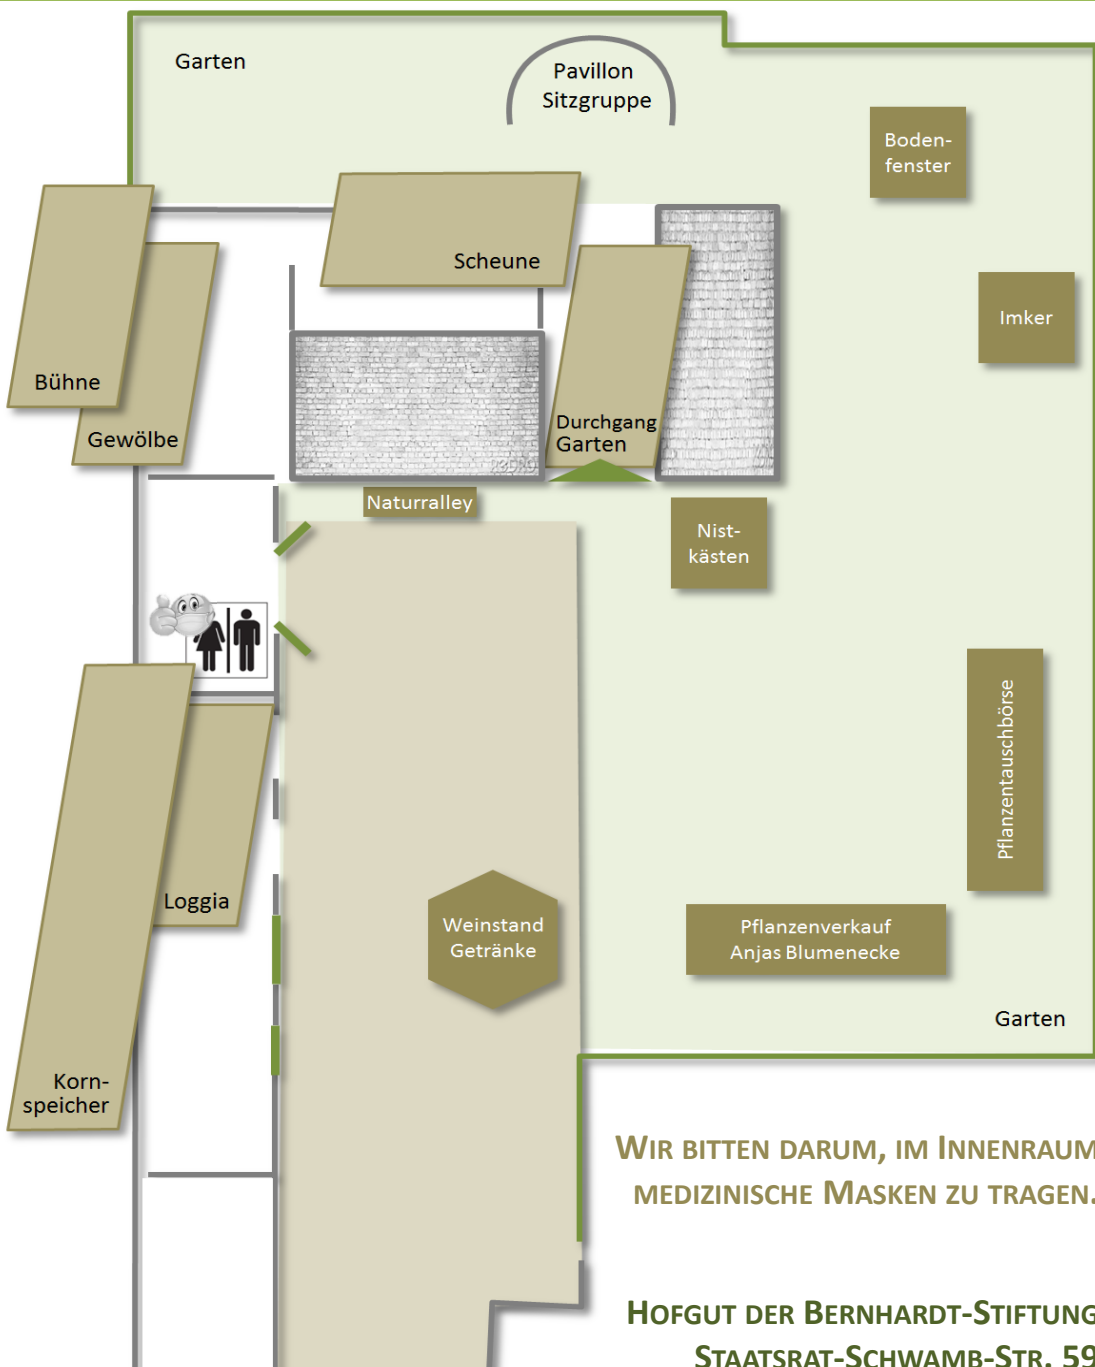 Garten
Pavillon
Sitzgruppe
Boden-
fenster
Scheune
Imker
Bühne
Gewölbe
Durchgang
Garten
Naturralley
Nist-
kästen
Pflanzentauschbörse
Loggia
Weinstand
Getränke
Pflanzenverkauf
Anjas Blumenecke
Garten
Korn-
speicher
WIR BITTEN DARUM, IM INNENRAUM
MEDIZINISCHE MASKEN ZU TRAGEN.
HOFGUT DER BERNHARDT-STIFTUNG
STAATSRAT-SCHWAMB-STR. 59